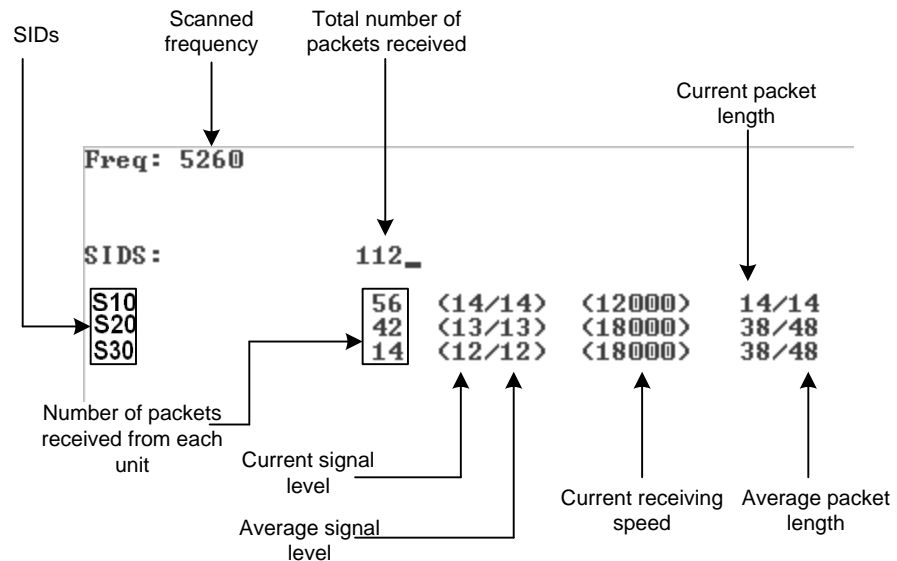 SIDs
Scanned
frequency
Total number of
packets received
Current packet
length
Freq: 5260
SIDS: 112_
S10 56 (14/14) (12000) 14/14
S20 42 (13/13) (18000) 38/48
S30 14 (12/12) (18000) 38/48
Number of packets
received from each
unit
Current signal
level
Average signal
level
Current receiving
speed
Average packet
length